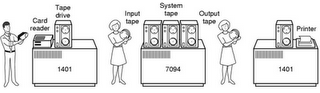 Tape
drive
Card
reader
1401
Input
tape
System
tape
7094
Output
tape
1401
Printer